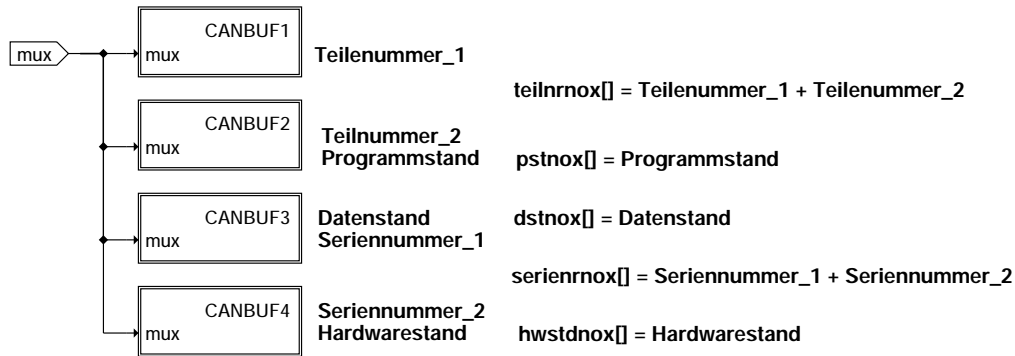 CANBUF1
mux
mux
Teilenummer_1
teilnrnox[] = Teilenummer_1 + Teilenummer_2
CANBUF2
mux
Teilnummer_2
Programmstand
pstnox[] = Programmstand
CANBUF3
mux
Datenstand
Seriennummer_1
dstnox[] = Datenstand
serienrnox[] = Seriennummer_1 + Seriennummer_2
CANBUF4
mux
Seriennummer_2
Hardwarestand
hwstdnox[] = Hardwarestand